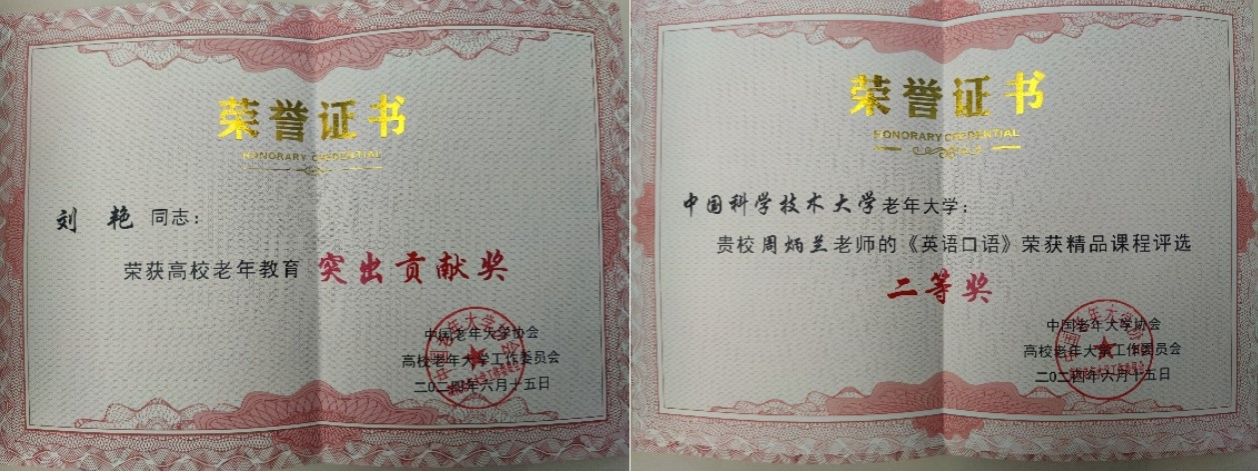 荣誉证书
HONORARY CREDENTIAL
刘 艳 同志:
荣获高校老年教育 突出贡献奖
中国老年大学协会
高校老年大学工作委员会
二〇二四年六月十五日
荣誉证书
HONORARY CREDENTIAL
中国科学技术大学老年大学:
贵校周炳兰老师的《英语口语》荣获精品课程评选
二等奖
中国老年大学协会
高校老年大学工作委员会
二〇二四年六月十五日